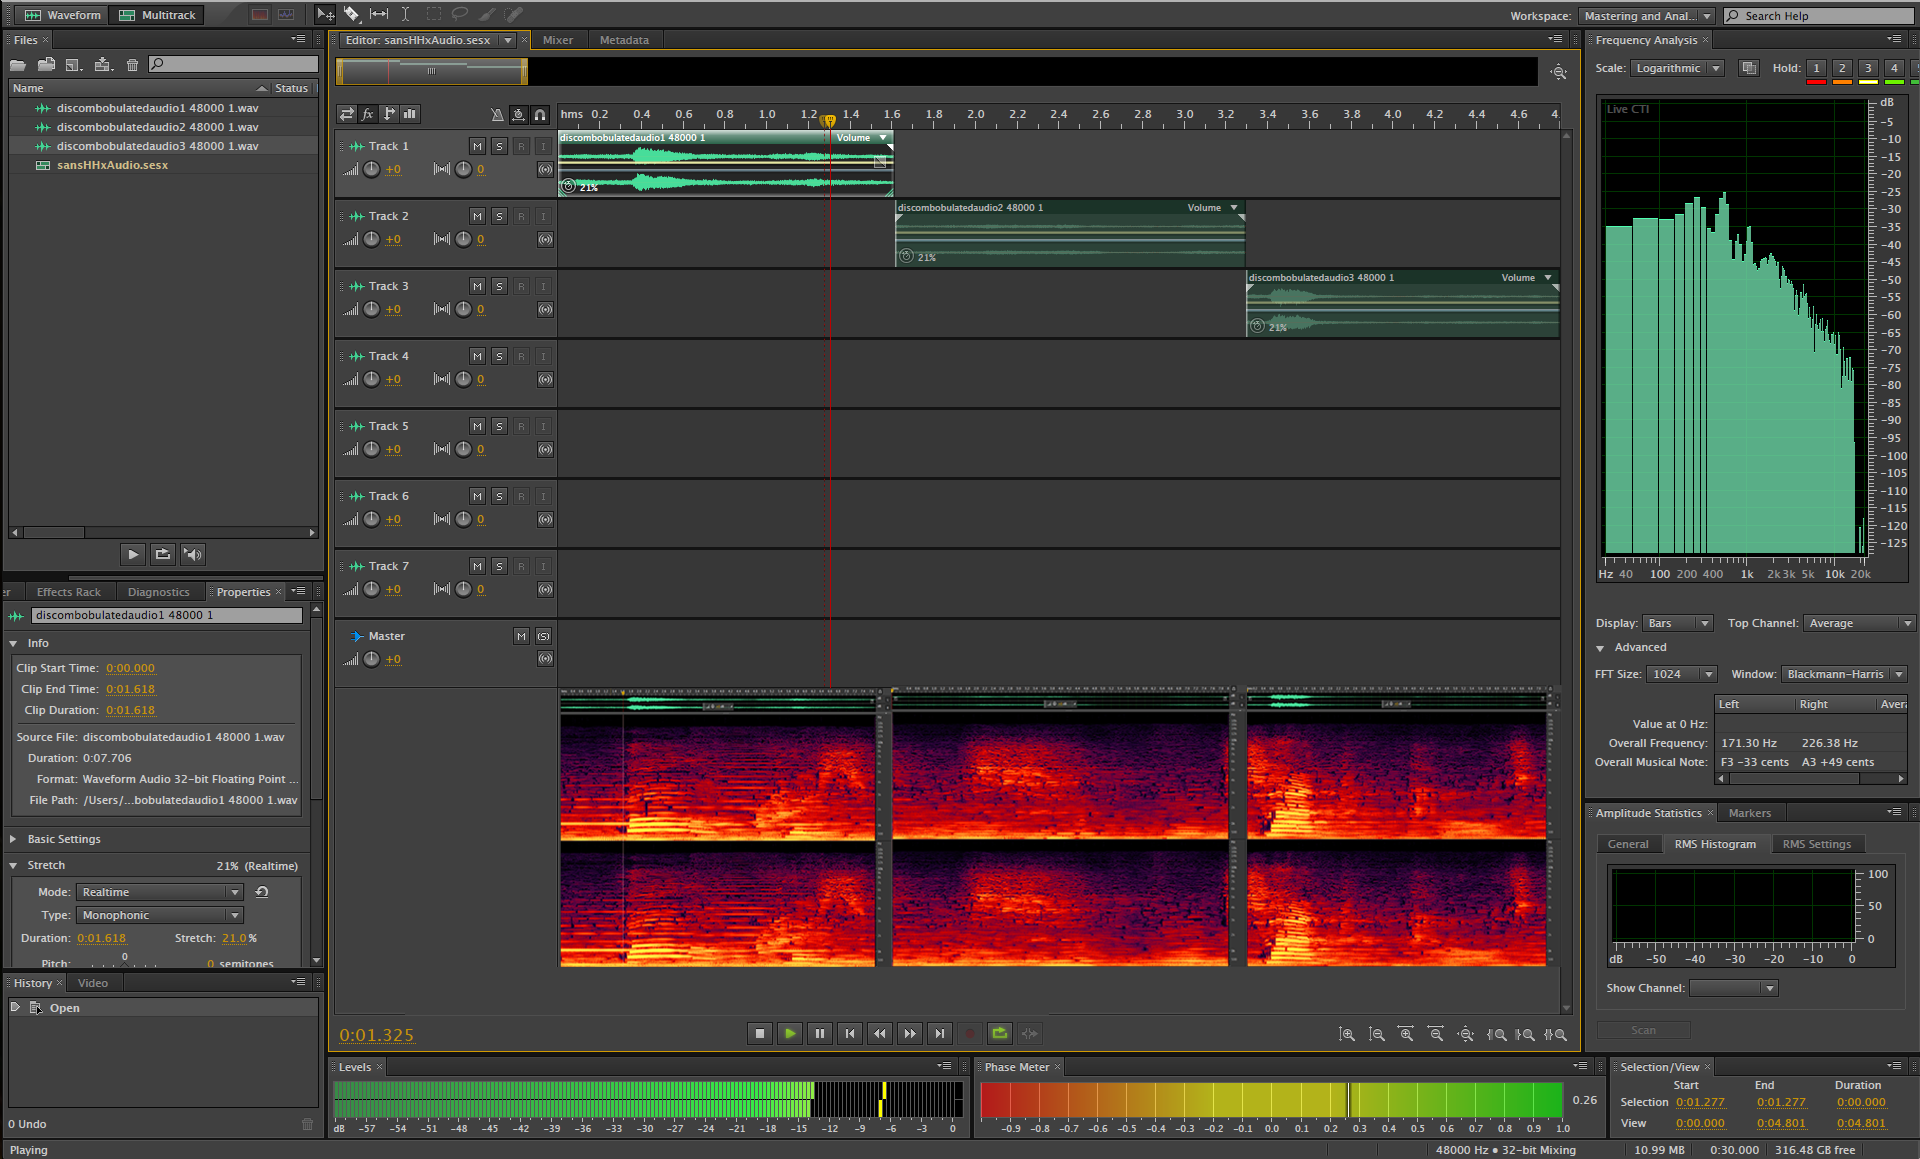 Waveform Multitrack Workspace: Mastering and Anal... Search Help
Files × Editor: sansHHxAudio.sesx × Mixer Metadata Frequency Analysis ×
Scale: Logarithmic Hold: 1 2 3 4
Name Status
discombobulatedaudio1 48000 1.wav
discombobulatedaudio2 48000 1.wav
discombobulatedaudio3 48000 1.wav
sansHHxAudio.sesx
fx
hms 0.2 0.4 0.6 0.8 1.0 1.2 1.4 1.6 1.8 2.0 2.2 2.4 2.6 2.8 3.0 3.2 3.4 3.6 3.8 4.0 4.2 4.4 4.6 4.
Track 1 M S R I
+0 0
discombobulatedaudio1 48000 1 Volume
21%
Track 2 M S R I
+0 0
discombobulatedaudio2 48000 1 Volume
21%
Track 3 M S R I
+0 0
discombobulatedaudio3 48000 1 Volume
21%
Track 4 M S R I
+0 0
Track 5 M S R I
+0 0
Track 6 M S R I
+0 0
Track 7 M S R I
+0 0
Master M (S)
+0
Live CTI
dB
-5
-10
-15
-20
-25
-30
-35
-40
-45
-50
-55
-60
-65
-70
-75
-80
-85
-90
-95
-100
-105
-110
-115
-120
-125
Hz 40 100 200 400 1k 2k 3k 5k 10k 20k
Display: Bars Top Channel: Average
Advanced
FFT Size: 1024 Window: Blackmann-Harris
Left Right Avera
Value at 0 Hz:
Overall Frequency: 171.30 Hz 226.38 Hz
Overall Musical Note: F3 -33 cents A3 +49 cents
er Effects Rack Diagnostics Properties ×
discombobulatedaudio1 48000 1
Info
Clip Start Time: 0:00.000
Clip End Time: 0:01.618
Clip Duration: 0:01.618
Source File: discombobulatedaudio1 48000 1.wav
Duration: 0:07.706
Format: Waveform Audio 32-bit Floating Point ...
File Path: /Users/...bobulatedaudio1 48000 1.wav
Basic Settings
Stretch 21% (Realtime)
Mode: Realtime
Type: Monophonic
Duration: 0:01.618 Stretch: 21.0 %
Pitch: 0 0 semitones
Amplitude Statistics × Markers
General RMS Histogram RMS Settings
100
50
0
dB -50 -40 -30 -20 -10 0
Show Channel:
Scan
History × Video
Open
0 Undo
0:01.325
Levels ×
dB -57 -54 -51 -48 -45 -42 -39 -36 -33 -30 -27 -24 -21 -18 -15 -12 -9 -6 -3 0
Phase Meter ×
0.26
-0.9 -0.8 -0.7 -0.6 -0.5 -0.4 -0.3 -0.2 -0.1 0.0 0.1 0.2 0.3 0.4 0.5 0.6 0.7 0.8 0.9 1.0
Selection/View ×
Start End Duration
Selection 0:01.277 0:01.277 0:00.000
View 0:00.000 0:04.801 0:04.801
Playing 48000 Hz • 32-bit Mixing 10.99 MB 0:30.000 316.48 GB free